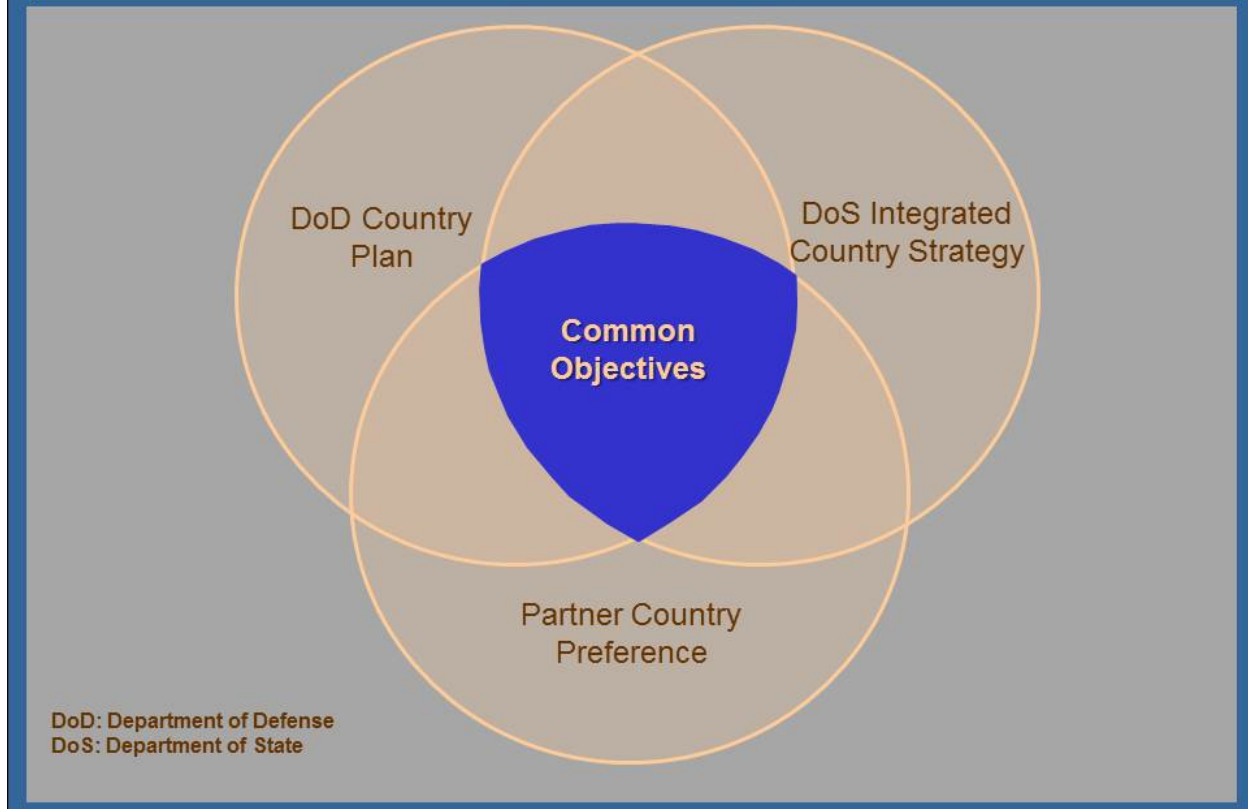 DoD Country
Plan
DoS Integrated
Country Strategy
Common
Objectives
Partner Country
Preference
DoD: Department of Defense
DoS: Department of State